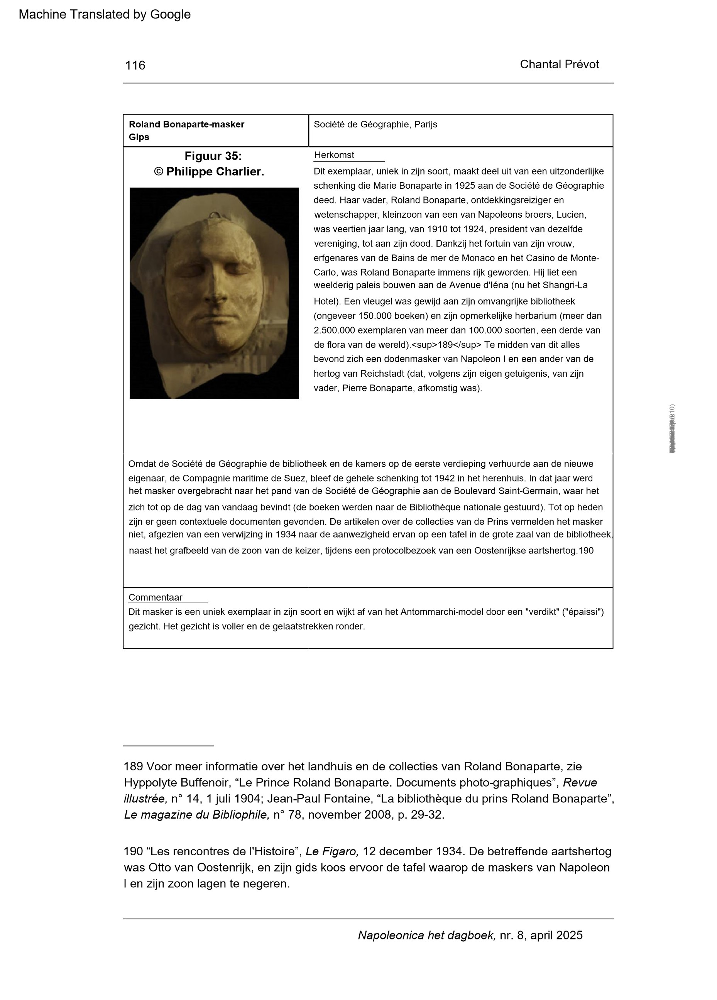 Machine Translated by Google
116
Chantal Prévot
Roland Bonaparte-masker
Gips
Société de Géographie, Parijs
Figuur 35:
© Philippe Charlier.
Herkomst
Dit exemplaar, uniek in zijn soort, maakt deel uit van een uitzonderlijke
schenking die Marie Bonaparte in 1925 aan de Société de Géographie
deed. Haar vader, Roland Bonaparte, ontdekkingsreiziger en
wetenschapper, kleinzoon van een van Napoleons broers, Lucien,
was veertien jaar lang, van 1910 tot 1924, president van dezelfde
vereniging, tot aan zijn dood. Dankzij het fortuin van zijn vrouw,
erfgenares van de Bains de mer de Monaco en het Casino de Monte-
Carlo, was Roland Bonaparte immens rijk geworden. Hij liet een
weelderig paleis bouwen aan de Avenue d'Iéna (nu het Shangri-La
Hotel). Een vleugel was gewijd aan zijn omvangrijke bibliotheek
(ongeveer 150.000 boeken) en zijn opmerkelijke herbarium (meer dan
2.500.000 exemplaren van meer dan 100.000 soorten, een derde van
de flora van de wereld).<sup>189</sup> Te midden van dit alles
bevond zich een dodenmasker van Napoleon I en een ander van de
hertog van Reichstadt (dat, volgens zijn eigen getuigenis, van zijn
vader, Pierre Bonaparte, afkomstig was).
Omdat de Société de Géographie de bibliotheek en de kamers op de eerste verdieping verhuurde aan de nieuwe
eigenaar, de Compagnie maritime de Suez, bleef de gehele schenking tot 1942 in het herenhuis. In dat jaar werd
het masker overgebracht naar het pand van de Société de Géographie aan de Boulevard Saint-Germain, waar het
zich tot op de dag van vandaag bevindt (de boeken werden naar de Bibliothèque nationale gestuurd). Tot op heden
zijn er geen contextuele documenten gevonden. De artikelen over de collecties van de Prins vermelden het masker
niet, afgezien van een verwijzing in 1934 naar de aanwezigheid ervan op een tafel in de grote zaal van de bibliotheek,
naast het grafbeeld van de zoon van de keizer, tijdens een protocolbezoek van een Oostenrijkse aartshertog.190
Commentaar
Dit masker is een uniek exemplaar in zijn soort en wijkt af van het Antommarchi-model door een "verdikt" ("épaissi")
gezicht. Het gezicht is voller en de gelaatstrekken ronder.
189 Voor meer informatie over het landhuis en de collecties van Roland Bonaparte, zie
Hyppolyte Buffenoir, “Le Prince Roland Bonaparte. Documents photo-graphiques”, Revue
illustrée, n° 14, 1 juli 1904; Jean-Paul Fontaine, “La bibliothèque du prins Roland Bonaparte”,
Le magazine du Bibliophile, n° 78, november 2008, p. 29-32.
190 “Les rencontres de l'Histoire”, Le Figaro, 12 december 1934. De betreffende aartshertog
was Otto van Oostenrijk, en zijn gids koos ervoor de tafel waarop de maskers van Napoleon
I en zijn zoon lagen te negeren.
Napoleonica het dagboek, nr. 8, april 2025